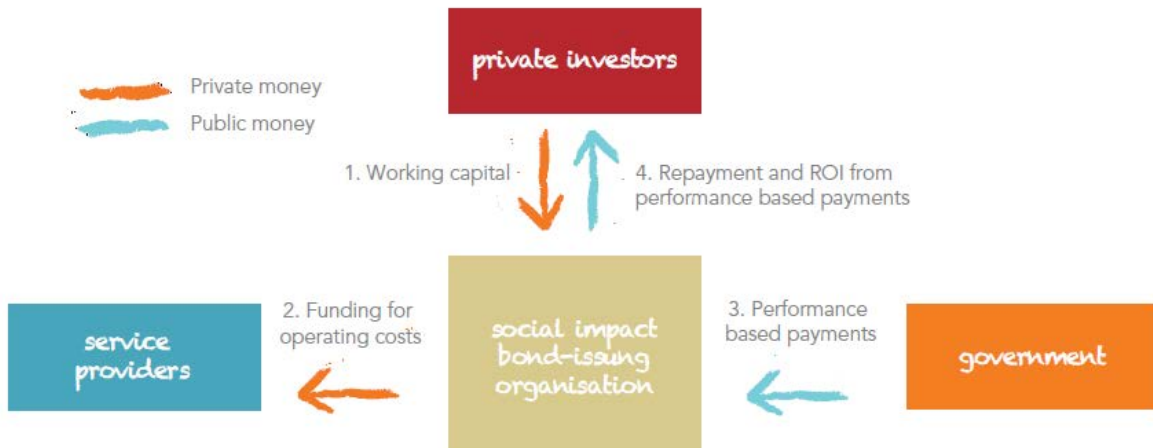 private investors
Private money
Public money
1. Working capital
4. Repayment and ROI from
performance based payments
service
providers
2. Funding for
operating costs
social impact
bond-issung
organisation
3. Performance
based payments
government